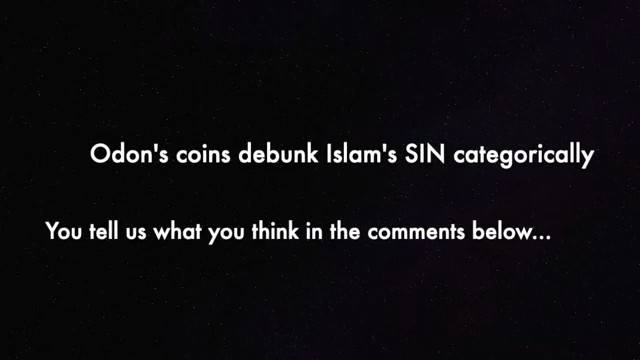 Odon's coins debunk Islam's SIN categorically
You tell us what you think in the comments below...